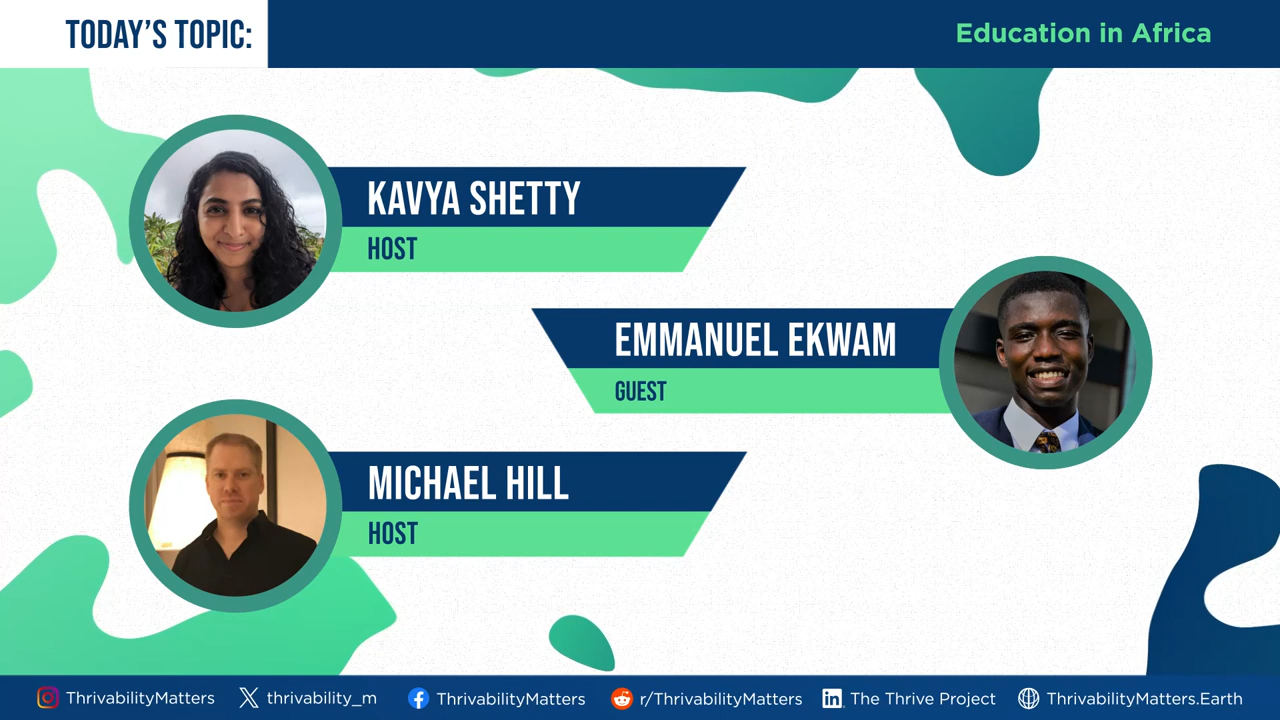 TODAY'S TOPIC:
Education in Africa
KAVYA SHETTY
HOST
EMMANUEL EKWAM
GUEST
MICHAEL HILL
HOST
ThrivabilityMatters thrivability_m ThrivabilityMatters r/ThrivabilityMatters The Thrive Project ThrivabilityMatters.Earth